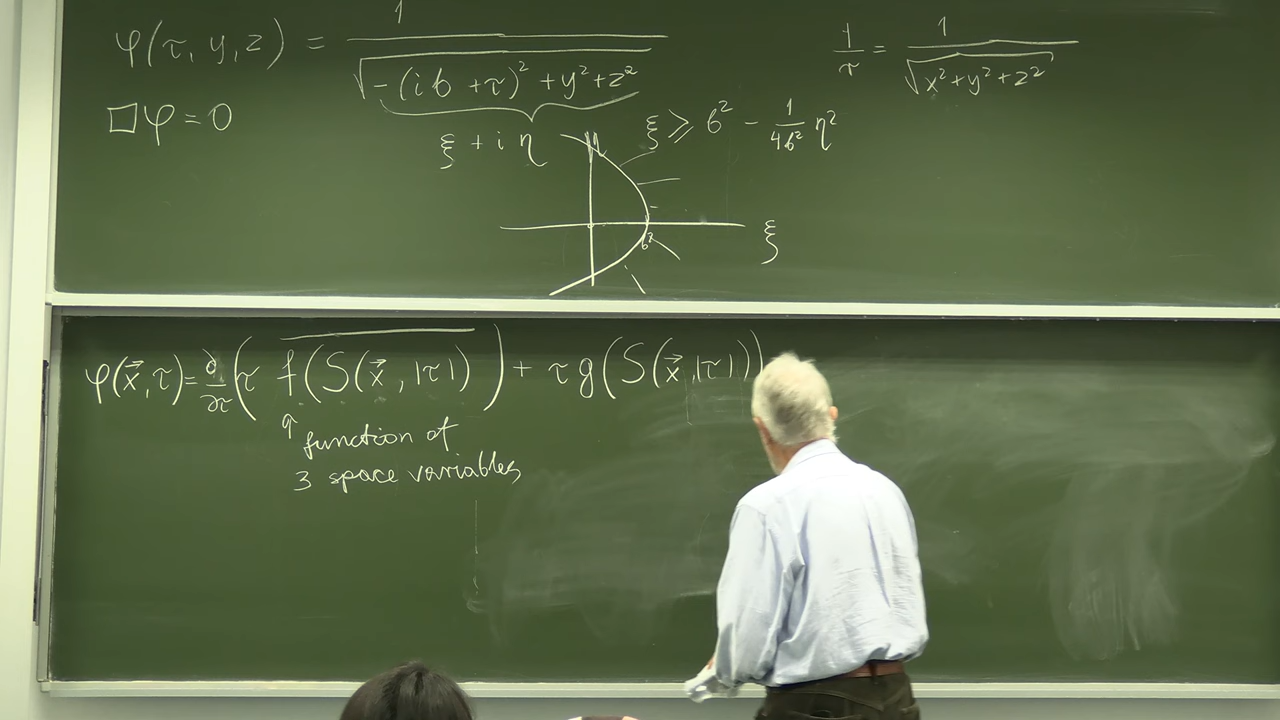 φ(τ, y, z) = 1 / √(-(ib + τ)² + y² + z²)
1/r = 1 / √(x² + y² + z²)
□φ = 0
ξ + iη
ξ ⩾ b² - 1/4b² η²
η
b²
ξ
φ(x⃗, τ) = ∂/∂τ (τ f(S(x⃗, |τ|)) + τ g(S(x⃗, |τ|))
↑ function of
3 space variables